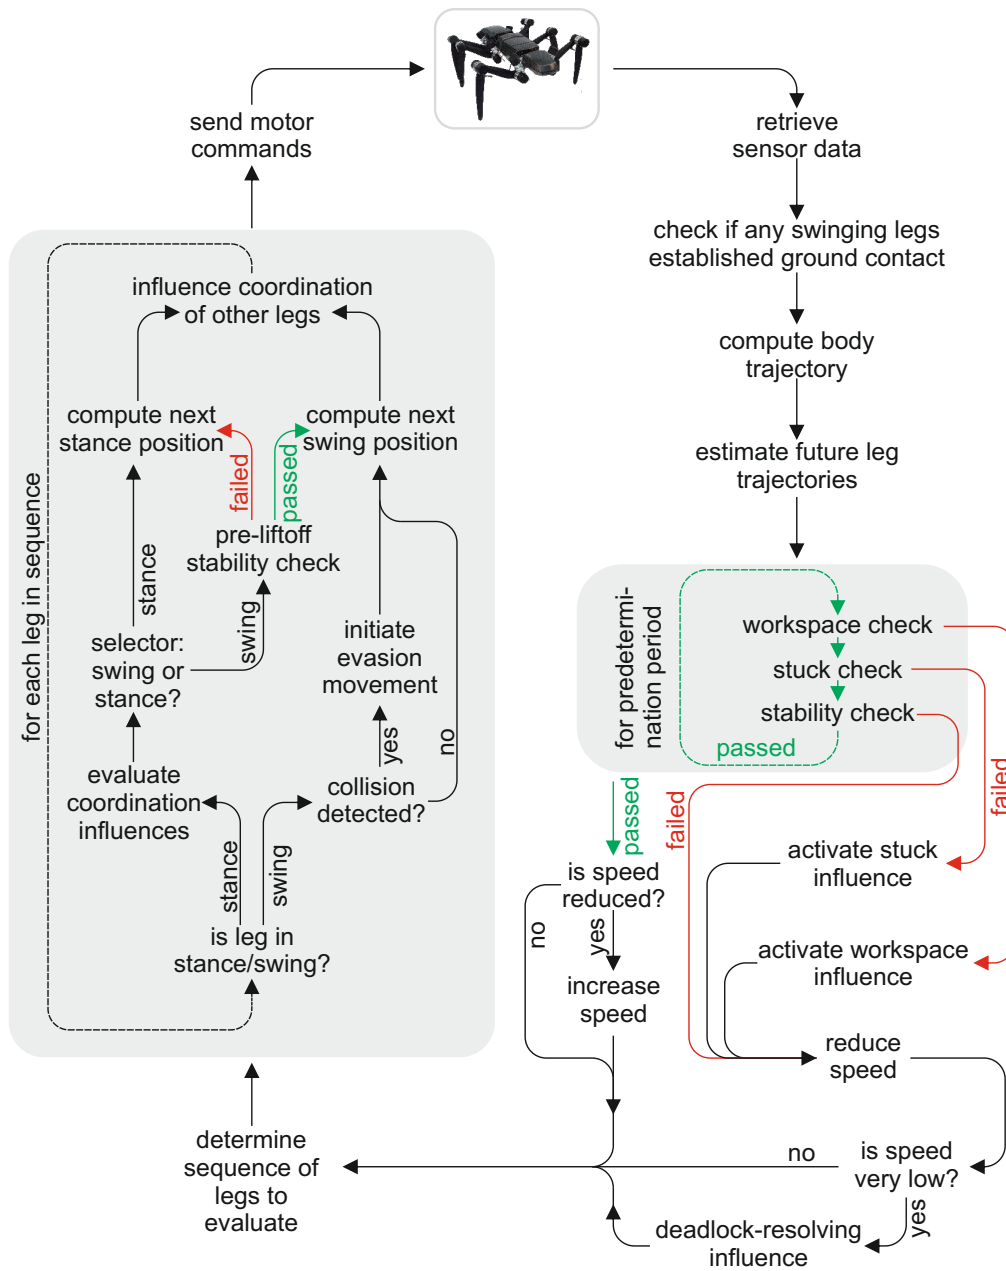 send motor
commands
retrieve
sensor data
check if any swinging legs
established ground contact
compute body
trajectory
estimate future leg
trajectories
for predetermi-
nation period
workspace check
stuck check
stability check
passed
failed
passed
failed
is speed
reduced?
no
yes
increase
speed
activate stuck
influence
activate workspace
influence
reduce
speed
is speed
very low?
no
yes
deadlock-resolving
influence
determine
sequence of
legs to
evaluate
for each leg in sequence
influence coordination
of other legs
compute next
stance position
compute next
swing position
failed
passed
pre-liftoff
stability check
stance
swing
selector:
swing or
stance?
initiate
evasion
movement
yes
no
evaluate
coordination
influences
collision
detected?
stance
swing
is leg in
stance/swing?